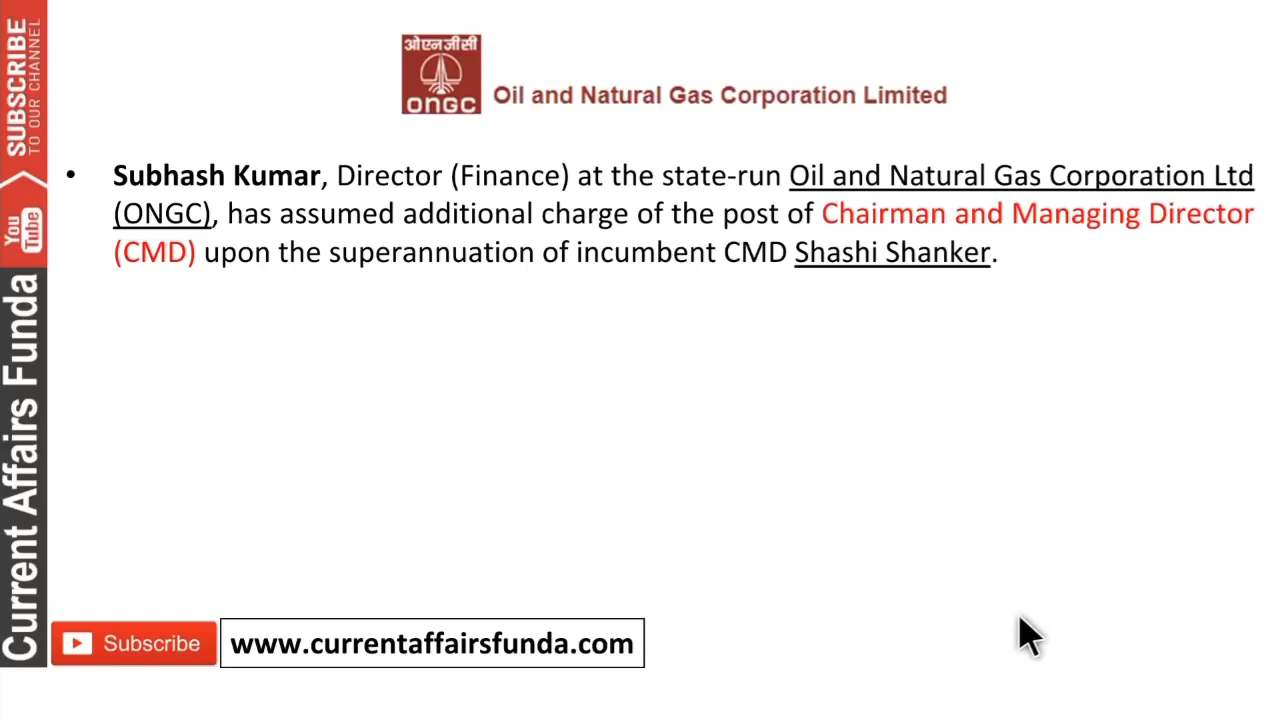 SUBSCRIBE
TO OUR CHANNEL
You
Tube
Current Affairs Funda
ओएनजीसी
ONGC
Oil and Natural Gas Corporation Limited
• Subhash Kumar, Director (Finance) at the state-run Oil and Natural Gas Corporation Ltd
(ONGC), has assumed additional charge of the post of Chairman and Managing Director
(CMD) upon the superannuation of incumbent CMD Shashi Shanker.
Subscribe
www.currentaffairsfunda.com